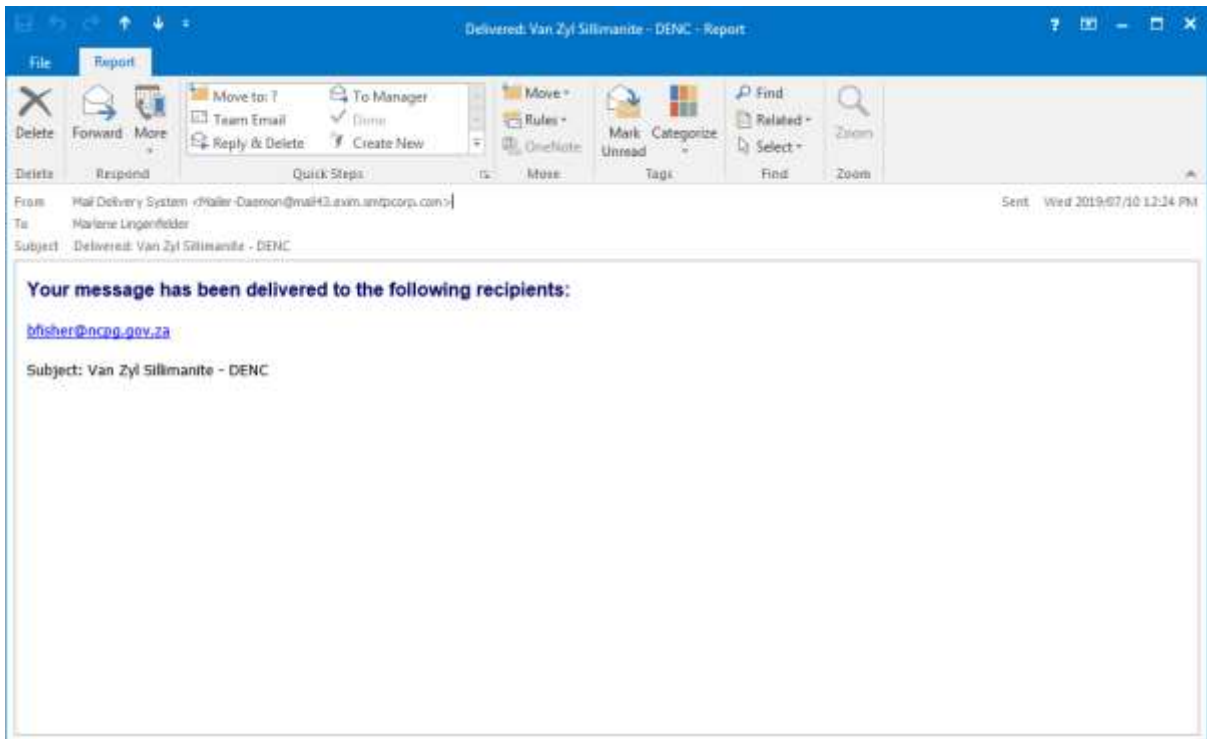 Delivered: Van Zyl Sillimanite - DENC - Report
File Report
Delete
Forward
More
Move to: ?
Team Email
Reply & Delete
To Manager
Done
Create New
Move
Rules
OneNote
Mark Unread
Categorize
Find
Related
Select
Zoom
Delete Respond Quick Steps Move Tags Find Zoom
From Mail Delivery System <Mailer-Daemon@mail43.exim.smtpcorp.com> Sent Wed 2019/07/10 12:24 PM
To Marlene Lingenfelder
Subject Delivered: Van Zyl Sillimanite - DENC
Your message has been delivered to the following recipients:
bfisher@ncpg.gov.za
Subject: Van Zyl Sillimanite - DENC